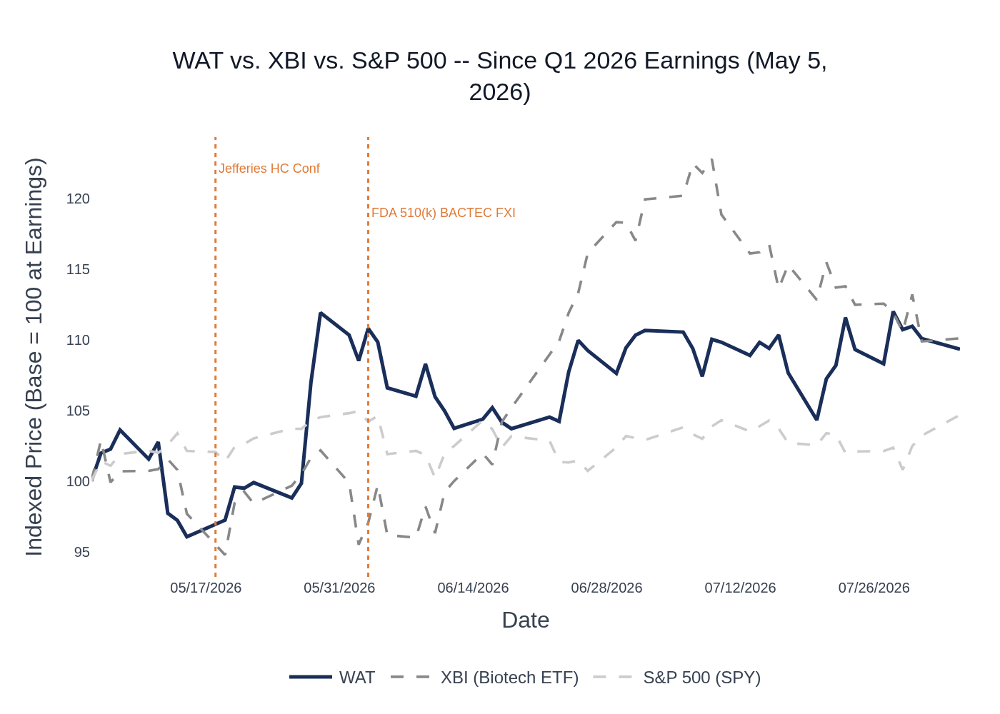 WAT vs. XBI vs. S&P 500 -- Since Q1 2026 Earnings (May 5,
2026)
Jefferies HC Conf
FDA 510(k) BACTEC FXI
Indexed Price (Base = 100 at Earnings)
120
115
110
105
100
95
05/17/2026
05/31/2026
06/14/2026
06/28/2026
07/12/2026
07/26/2026
Date
WAT
XBI (Biotech ETF)
S&P 500 (SPY)